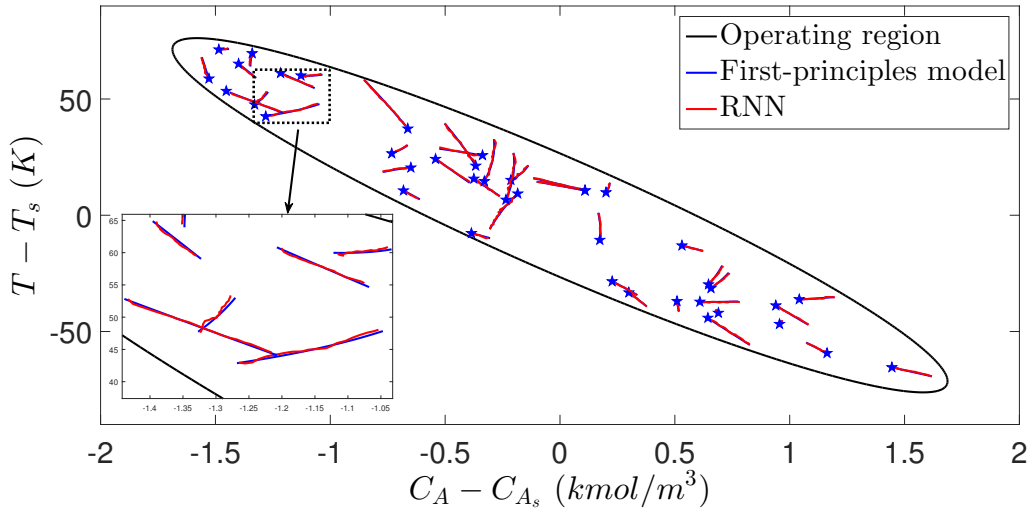 Operating region
First-principles model
RNN
50
0
-50
T − T_s (K)
65
60
55
50
45
40
-1.4 -1.35 -1.3 -1.25 -1.2 -1.15 -1.1 -1.05
-2 -1.5 -1 -0.5 0 0.5 1 1.5 2
C_A − C_{A_s} (kmol/m³)